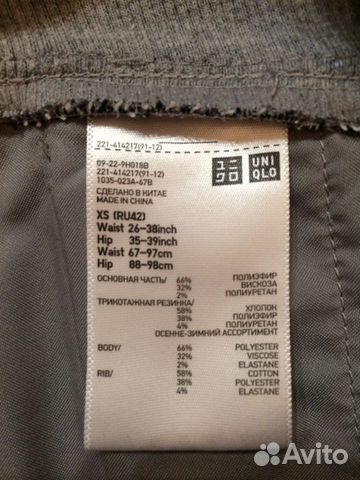 221-414217(91-12)
09-22-9H018B
221-414217(91-12)
1035-023A-67B
ユニ
クロ
UNI
QLO
СДЕЛАНО В КИТАЕ
MADE IN CHINA
XS (RU42)
Waist 26-38inch
Hip 35-39inch
Waist 67-97cm
Hip 88-98cm
ОСНОВНАЯ ЧАСТЬ/ 66% ПОЛИЭФИР
32% ВИСКОЗА
2% ПОЛИУРЕТАН
ТРИКОТАЖНАЯ РЕЗИНКА/
58% ХЛОПОК
38% ПОЛИЭФИР
4% ПОЛИУРЕТАН
ОСЕННЕ-ЗИМНИЙ АССОРТИМЕНТ
BODY/ 66% POLYESTER
32% VISCOSE
2% ELASTANE
RIB/ 58% COTTON
38% POLYESTER
4% ELASTANE
Avito